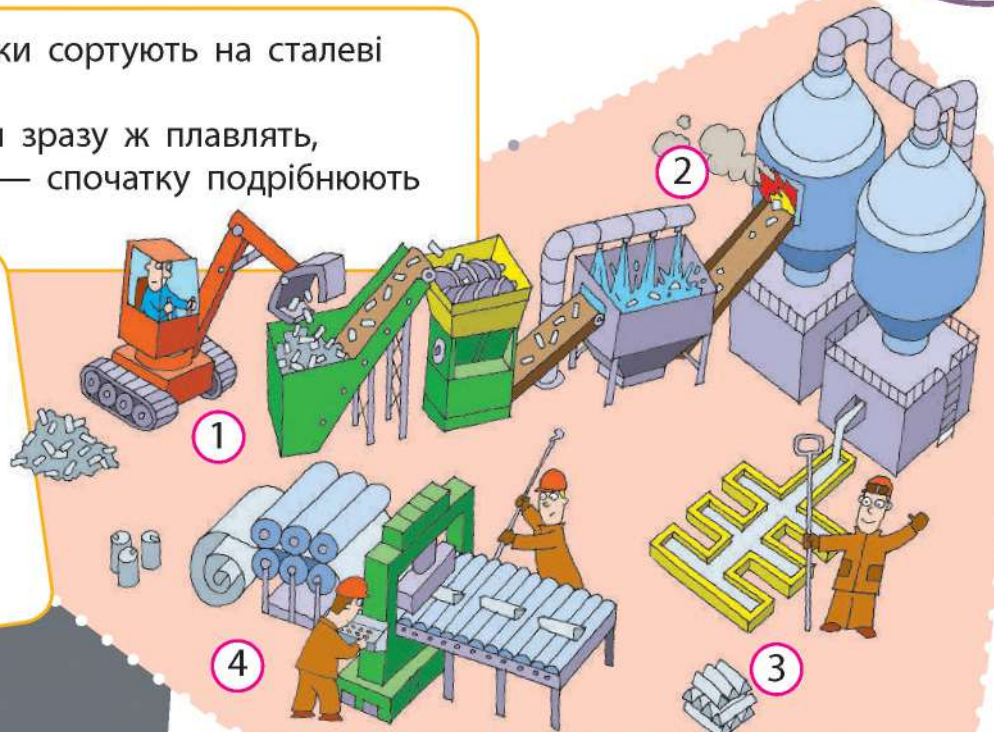 ки сортують на сталеві
зразу ж плавлять,
— спочатку подрібнюють
2
1
4
3